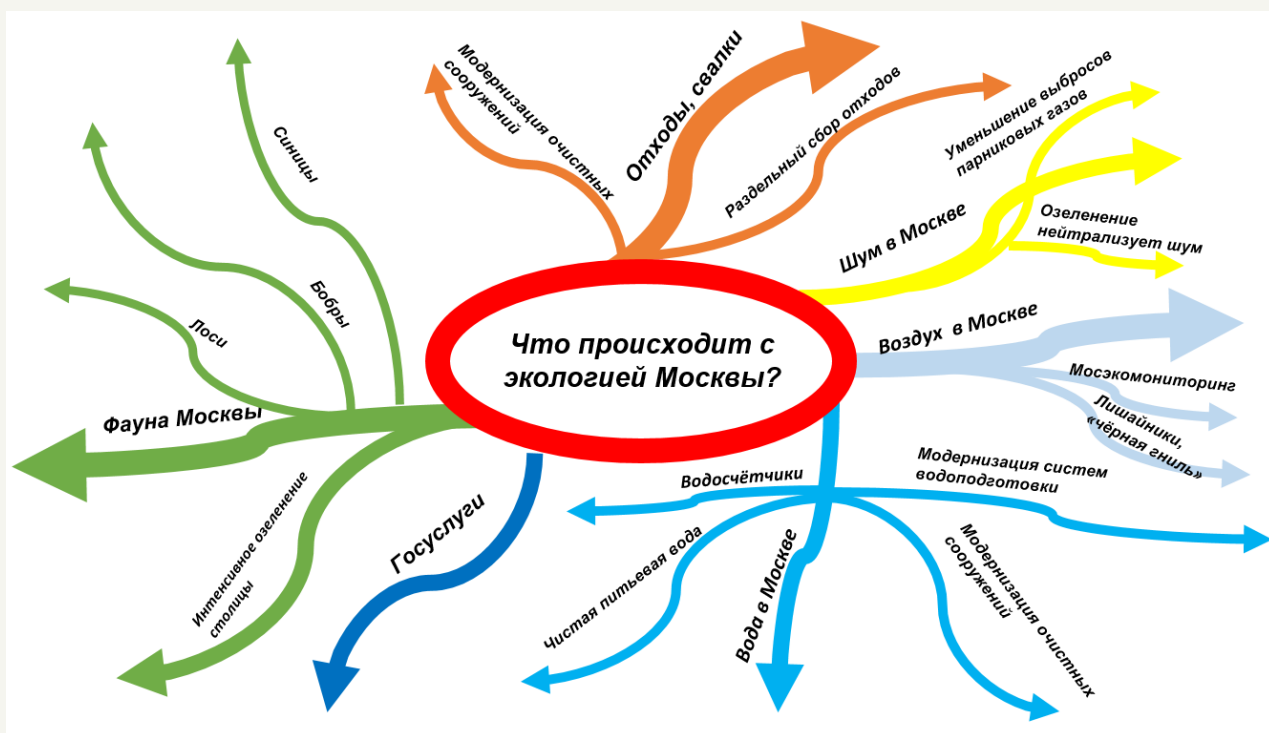 Что происходит с
экологией Москвы?
Модернизация очистных
сооружений
Отходы, свалки
Раздельный сбор отходов
Уменьшение выбросов
парниковых газов
Шум в Москве
Озеленение
нейтрализует шум
Воздух в Москве
Мосэкомониторинг
Лишайники,
«чёрная гниль»
Модернизация систем
водоподготовки
Модернизация очистных
сооружений
Вода в Москве
Водосчётчики
Чистая питьевая вода
Госуслуги
Интенсивное озеленение
столицы
Фауна Москвы
Лоси
Бобры
Синицы